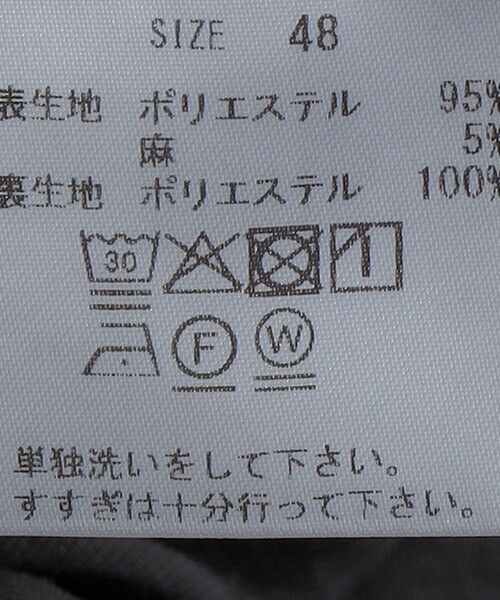 SIZE 48
表生地 ポリエステル 95%
麻 5%
裏生地 ポリエステル 100%
30
F W
単独洗いをして下さい。
すすぎは十分行って下さい。